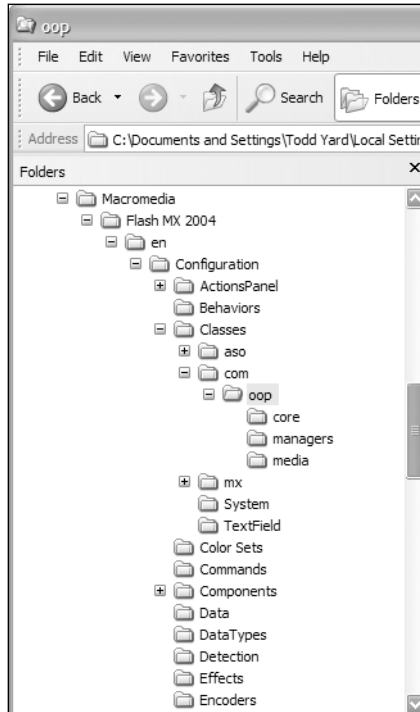 oop
File Edit View Favorites Tools Help
Back Search Folders
Address C:\Documents and Settings\Todd Yard\Local Settin
Folders
Macromedia
Flash MX 2004
en
Configuration
ActionsPanel
Behaviors
Classes
aso
com
oop
core
managers
media
mx
System
TextField
Color Sets
Commands
Components
Data
DataTypes
Detection
Effects
Encoders